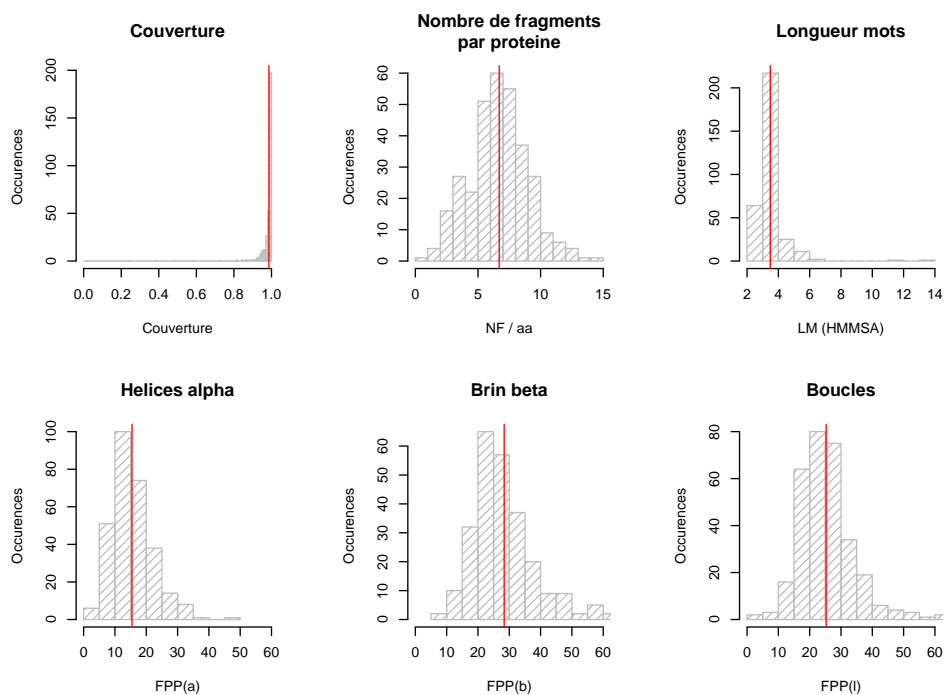 Couverture
Occurences
0
50
100
150
200
0.0 0.2 0.4 0.6 0.8 1.0
Couverture
Nombre de fragments
par proteine
Occurences
0 10 20 30 40 50 60
0 5 10 15
NF / aa
Longueur mots
Occurences
0 50 100 150 200
2 4 6 8 10 12 14
LM (HMMSA)
Helices alpha
Occurences
0 20 40 60 80 100
0 10 20 30 40 50 60
FPP(a)
Brin beta
Occurences
0 10 20 30 40 50 60
0 10 20 30 40 50 60
FPP(b)
Boucles
Occurences
0 20 40 60 80
0 10 20 30 40 50 60
FPP(l)